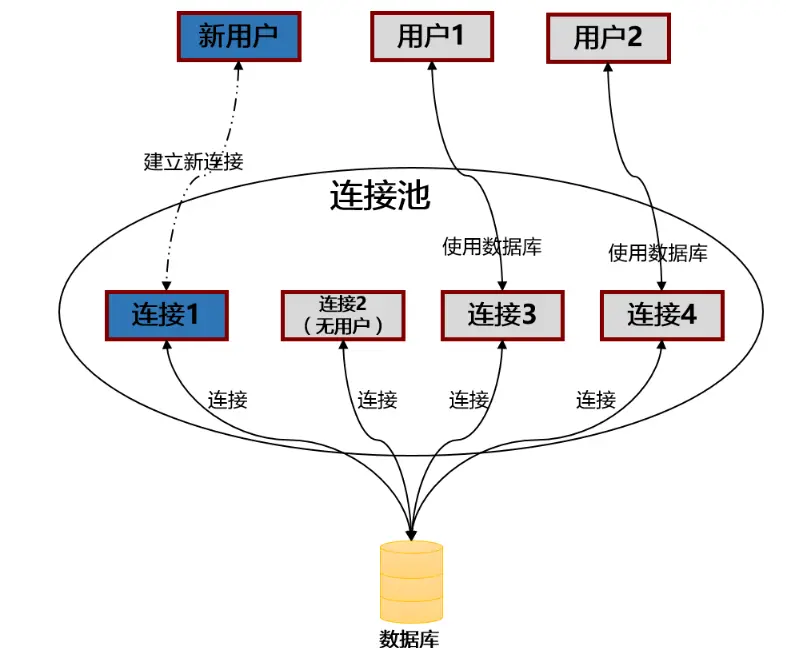 新用户
用户1
用户2
建立新连接
连接池
使用数据库
使用数据库
连接1
连接2
（无用户）
连接3
连接4
连接
连接
连接
连接
数据库